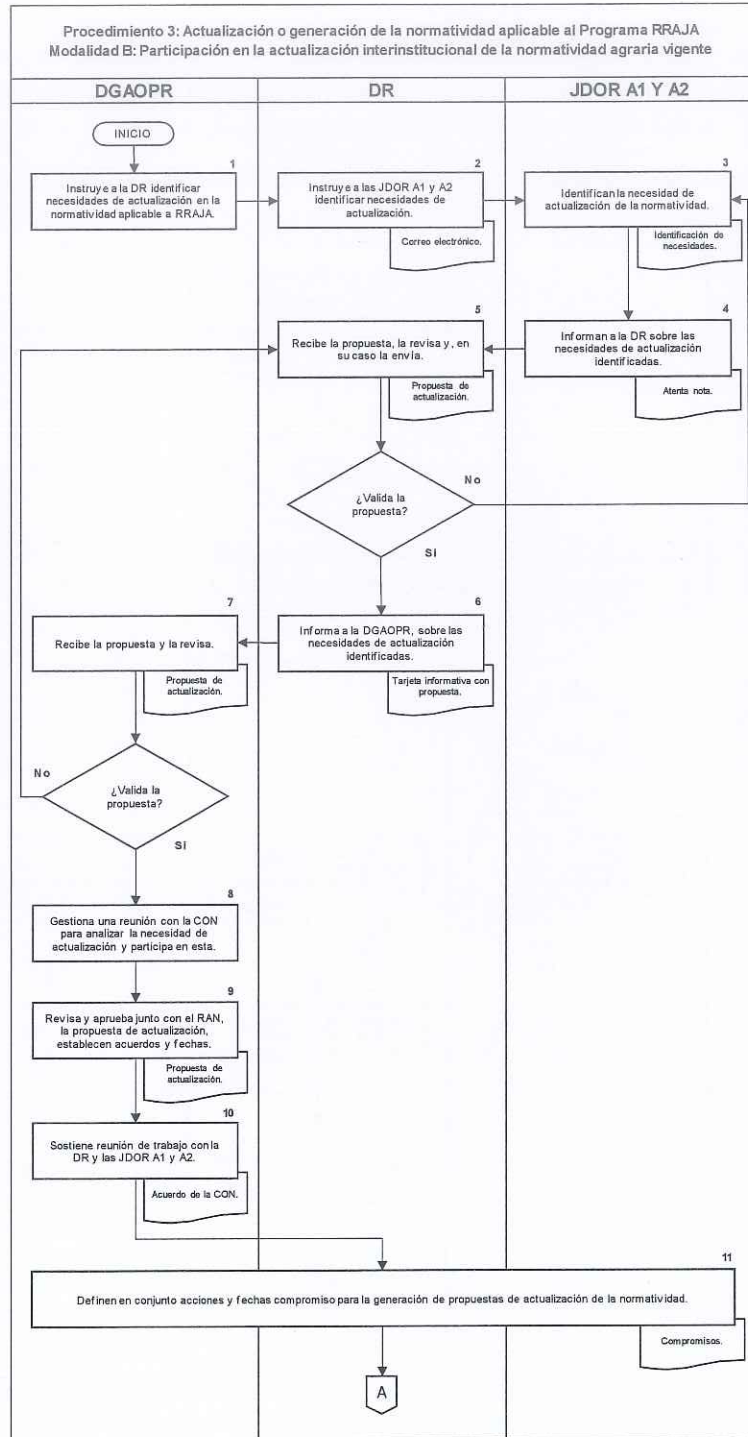 Procedimiento 3: Actualización o generación de la normatividad aplicable al Programa RRAJA
Modalidad B: Participación en la actualización interinstitucional de la normatividad agraria vigente
DGAOPR
DR
JDOR A1 Y A2
INICIO
1
Instruye a la DR identificar
necesidades de actualización en la
normatividad aplicable a RRAJA.
2
Instruye a las JDOR A1 y A2
identificar necesidades de
actualización.
Correo electrónico.
3
Identifican la necesidad de
actualización de la normatividad.
Identificación de
necesidades.
4
Informan a la DR sobre las
necesidades de actualización
identificadas.
Atenta nota.
5
Recibe la propuesta, la revisa y, en
su caso la envía.
Propuesta de
actualización.
¿Valida la
propuesta?
No
Si
6
Informa a la DGAOPR, sobre las
necesidades de actualización
identificadas.
Tarjeta informativa con
propuesta.
7
Recibe la propuesta y la revisa.
Propuesta de
actualización.
¿Valida la
propuesta?
No
Si
8
Gestiona una reunión con la CON
para analizar la necesidad de
actualización y participa en esta.
9
Revisa y aprueba junto con el RAN,
la propuesta de actualización,
establecen acuerdos y fechas.
Propuesta de
actualización.
10
Sostiene reunión de trabajo con la
DR y las JDOR A1 y A2.
Acuerdo de la CON.
11
Definen en conjunto acciones y fechas compromiso para la generación de propuestas de actualización de la normatividad.
Compromisos.
A